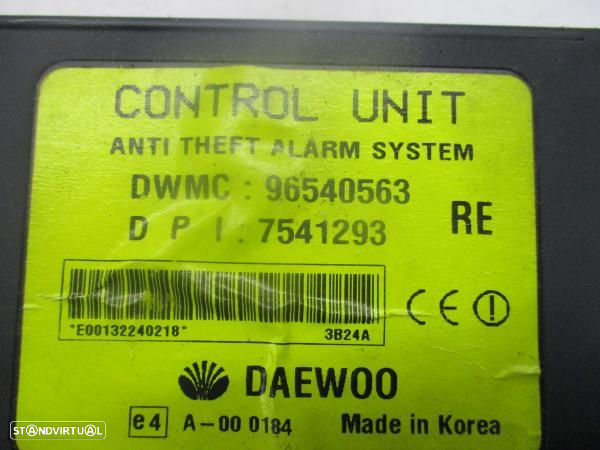 CONTROL UNIT
ANTI THEFT ALARM SYSTEM
DWMC : 96540563
D P I : 7541293
RE
*E00132240218*
3B24A
CE
DAEWOO
e4 A-00 0184 Made in Korea
STANDVIRTUAL